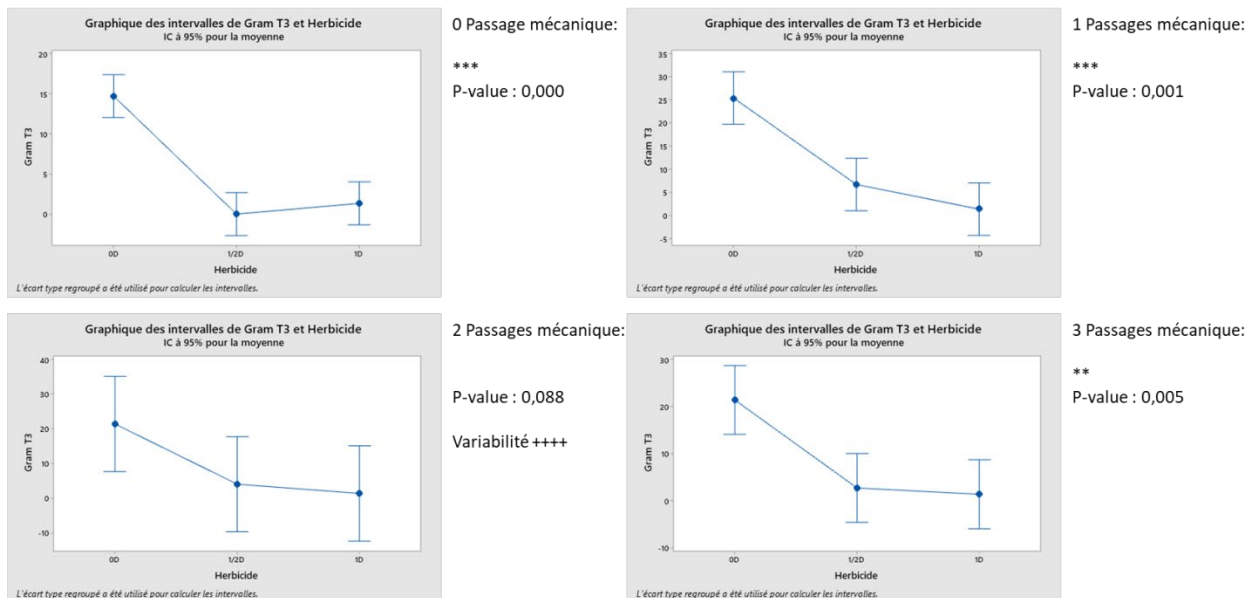 Graphique des intervalles de Gram T3 et Herbicide
IC à 95% pour la moyenne
20
15
10
5
0
Gram T3
0D
1/2D
1D
Herbicide
L'écart type regroupé a été utilisé pour calculer les intervalles.
0 Passage mécanique:
***
P-value : 0,000
Graphique des intervalles de Gram T3 et Herbicide
IC à 95% pour la moyenne
35
30
25
20
15
10
5
0
-5
Gram T3
0D
1/2D
1D
Herbicide
L'écart type regroupé a été utilisé pour calculer les intervalles.
1 Passages mécanique:
***
P-value : 0,001
Graphique des intervalles de Gram T3 et Herbicide
IC à 95% pour la moyenne
40
30
20
10
0
-10
Gram T3
0D
1/2D
1D
Herbicide
L'écart type regroupé a été utilisé pour calculer les intervalles.
2 Passages mécanique:
P-value : 0,088
Variabilité ++++
Graphique des intervalles de Gram T3 et Herbicide
IC à 95% pour la moyenne
30
20
10
0
-10
Gram T3
0D
1/2D
1D
Herbicide
L'écart type regroupé a été utilisé pour calculer les intervalles.
3 Passages mécanique:
**
P-value : 0,005